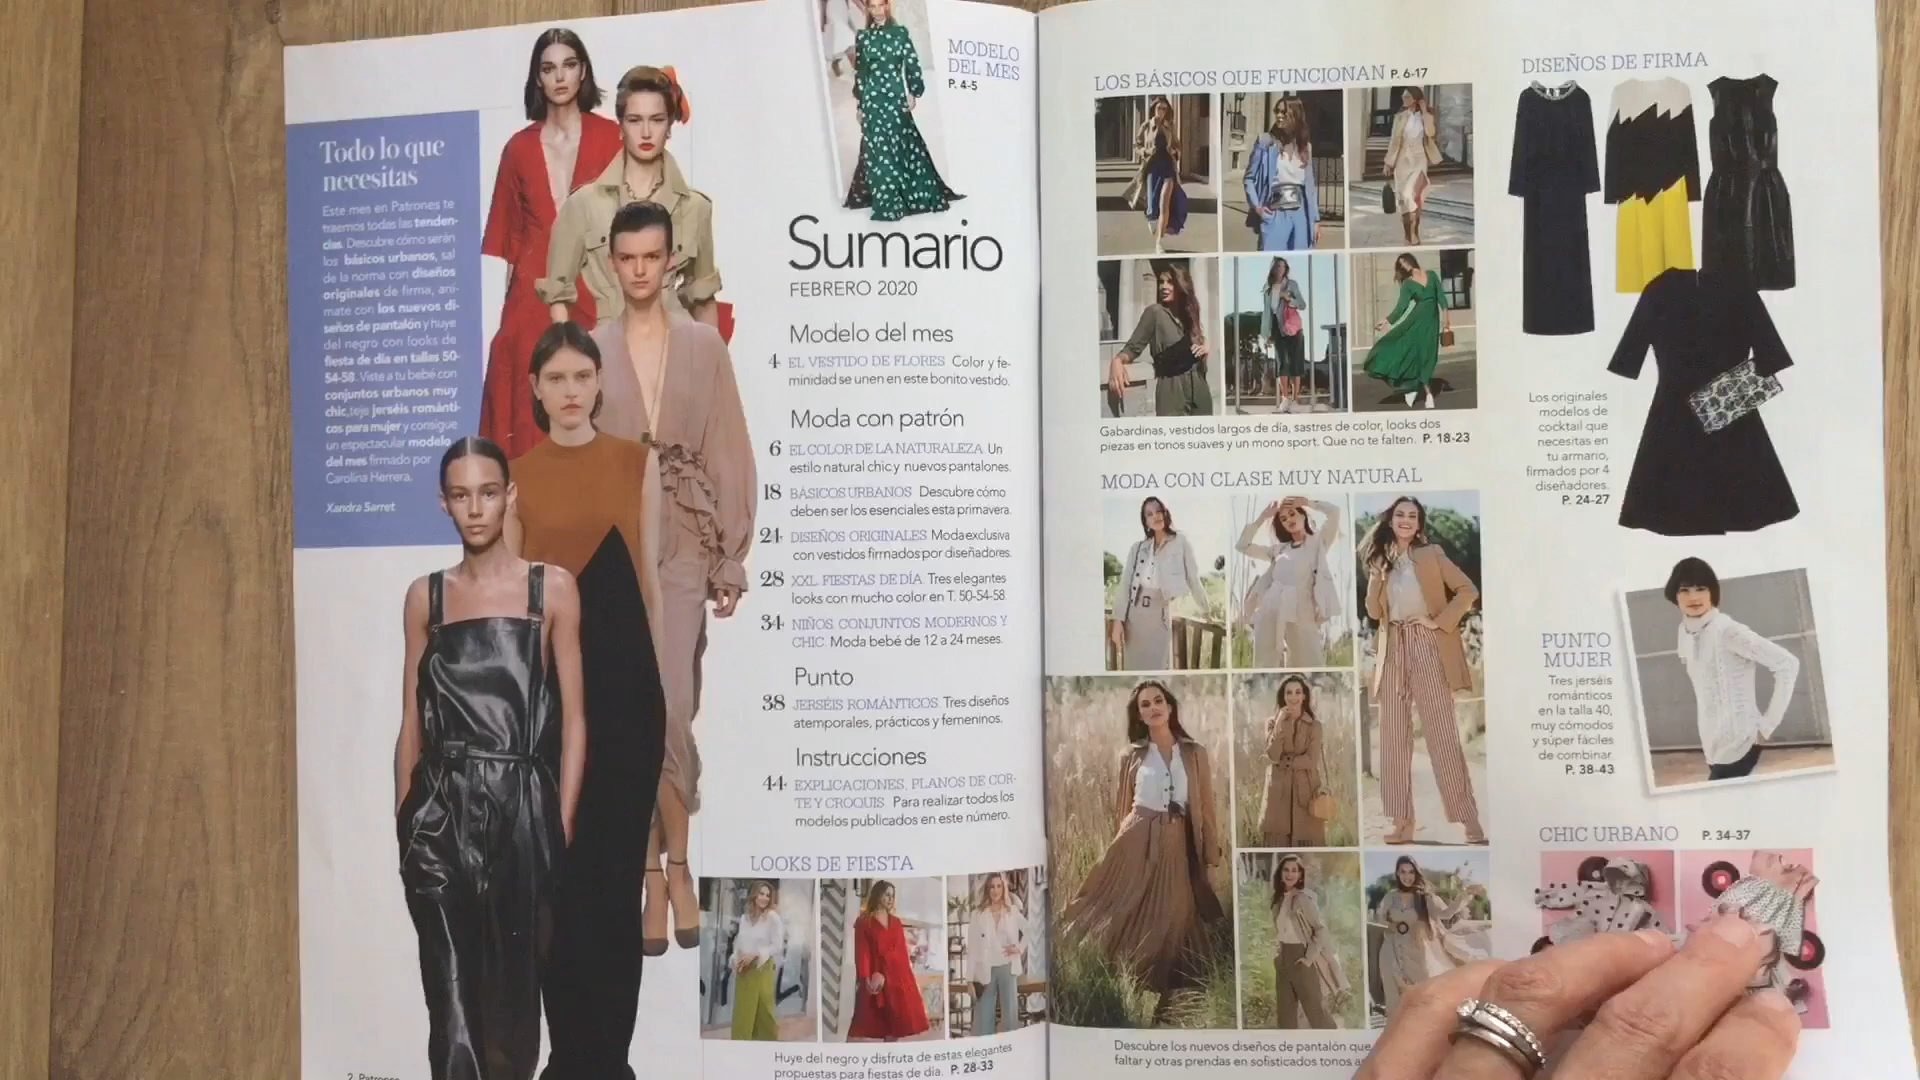 Todo lo que
necesitas
Este mes en Patrones te
traemos todas las tenden-
cias. Descubre cómo serán
los básicos urbanos, sal
de la norma con diseños
originales de firma, aní-
mate con los nuevos di-
seños de pantalón y huye
del negro con looks de
fiesta de día en tallas 50-
54-58. Viste a tu bebé con
conjuntos urbanos muy
chic, teje jerséis románti-
cos para mujer y consigue
un espectacular modelo
del mes firmado por
Carolina Herrera.
Xandra Sarret
MODELO
DEL MES
P. 4-5
Sumario
FEBRERO 2020
Modelo del mes
4 EL VESTIDO DE FLORES Color y fe-
minidad se unen en este bonito vestido.
Moda con patrón
6 EL COLOR DE LA NATURALEZA Un
estilo natural chic y nuevos pantalones.
18 BÁSICOS URBANOS Descubre cómo
deben ser los esenciales esta primavera.
24 DISEÑOS ORIGINALES Moda exclusiva
con vestidos firmados por diseñadores.
28 XXL FIESTAS DE DÍA Tres elegantes
looks con mucho color en T. 50-54-58.
34 NIÑOS. CONJUNTOS MODERNOS Y
CHIC Moda bebé de 12 a 24 meses.
Punto
38 JERSÉIS ROMÁNTICOS. Tres diseños
atemporales, prácticos y femeninos.
Instrucciones
44 EXPLICACIONES, PLANOS DE COR-
TE Y CROQUIS Para realizar todos los
modelos publicados en este número.
LOOKS DE FIESTA
Huye del negro y disfruta de estas elegantes
propuestas para fiestas de día. P. 28-33
2 Patrones
LOS BÁSICOS QUE FUNCIONAN P. 6-17
Gabardinas, vestidos largos de día, sastres de color, looks dos
piezas en tonos suaves y un mono sport. Que no te falten. P. 18-23
MODA CON CLASE MUY NATURAL
Descubre los nuevos diseños de pantalón que
faltar y otras prendas en sofisticados tonos
DISEÑOS DE FIRMA
Los originales
modelos de
cocktail que
necesitas en
tu armario,
firmados por 4
diseñadores.
P. 24-27
PUNTO
MUJER
Tres jerséis
románticos
en la talla 40,
muy cómodos
y súper fáciles
de combinar.
P. 38-43
CHIC URBANO P. 34-37